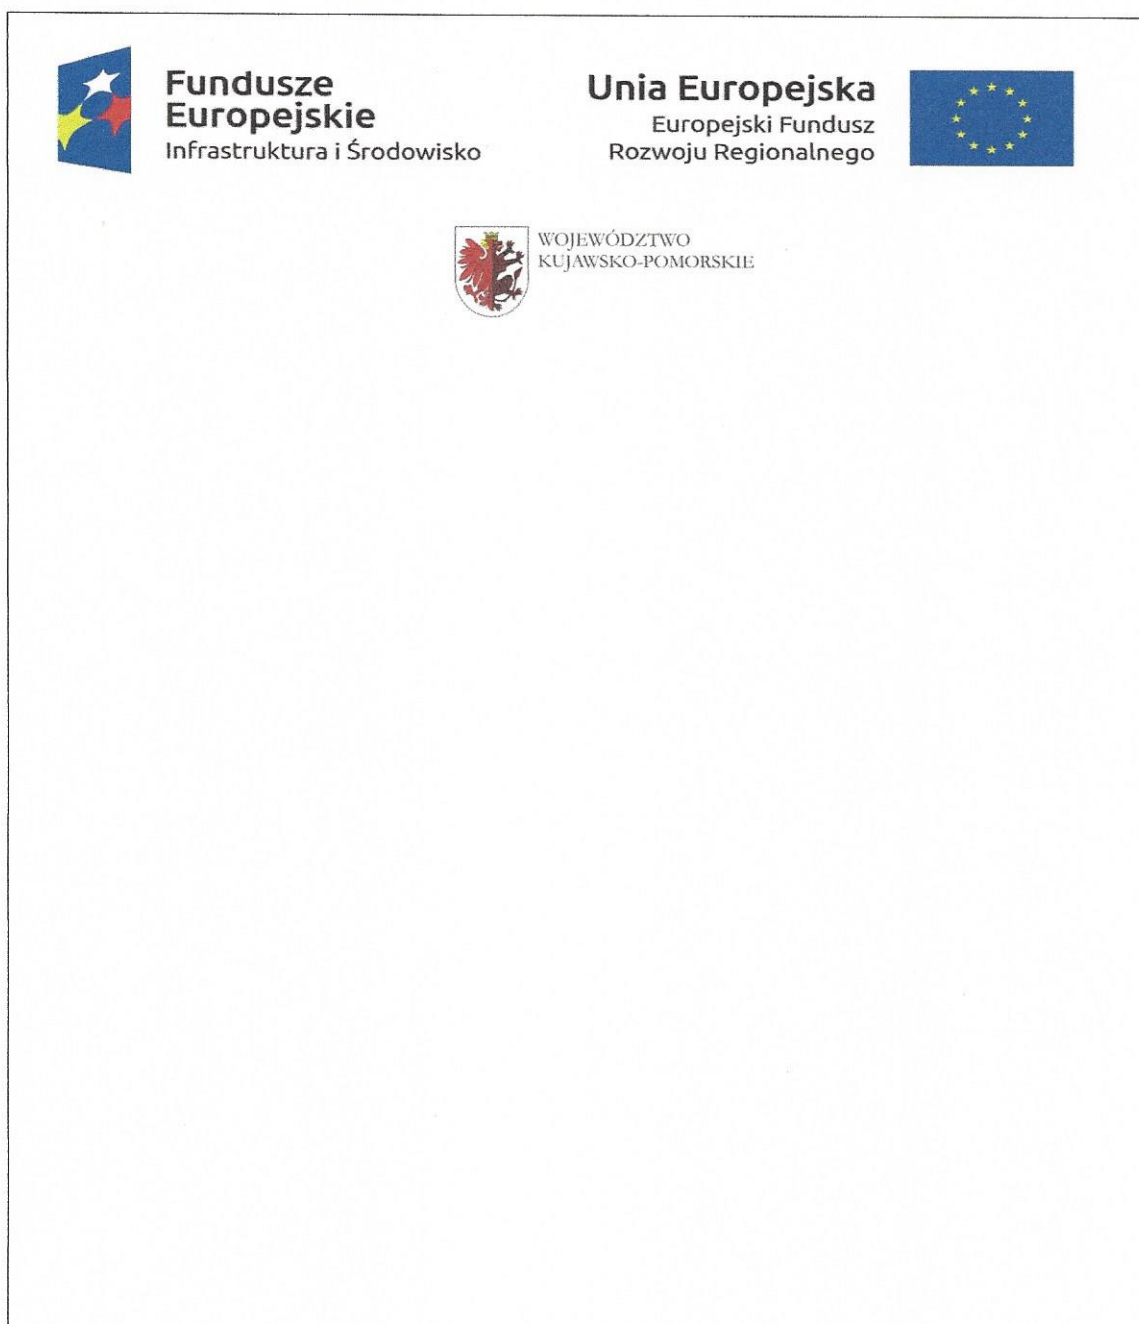 Fundusze
Europejskie
Infrastruktura i Środowisko
Unia Europejska
Europejski Fundusz
Rozwoju Regionalnego
WOJEWÓDZTWO
KUJAWSKO-POMORSKIE